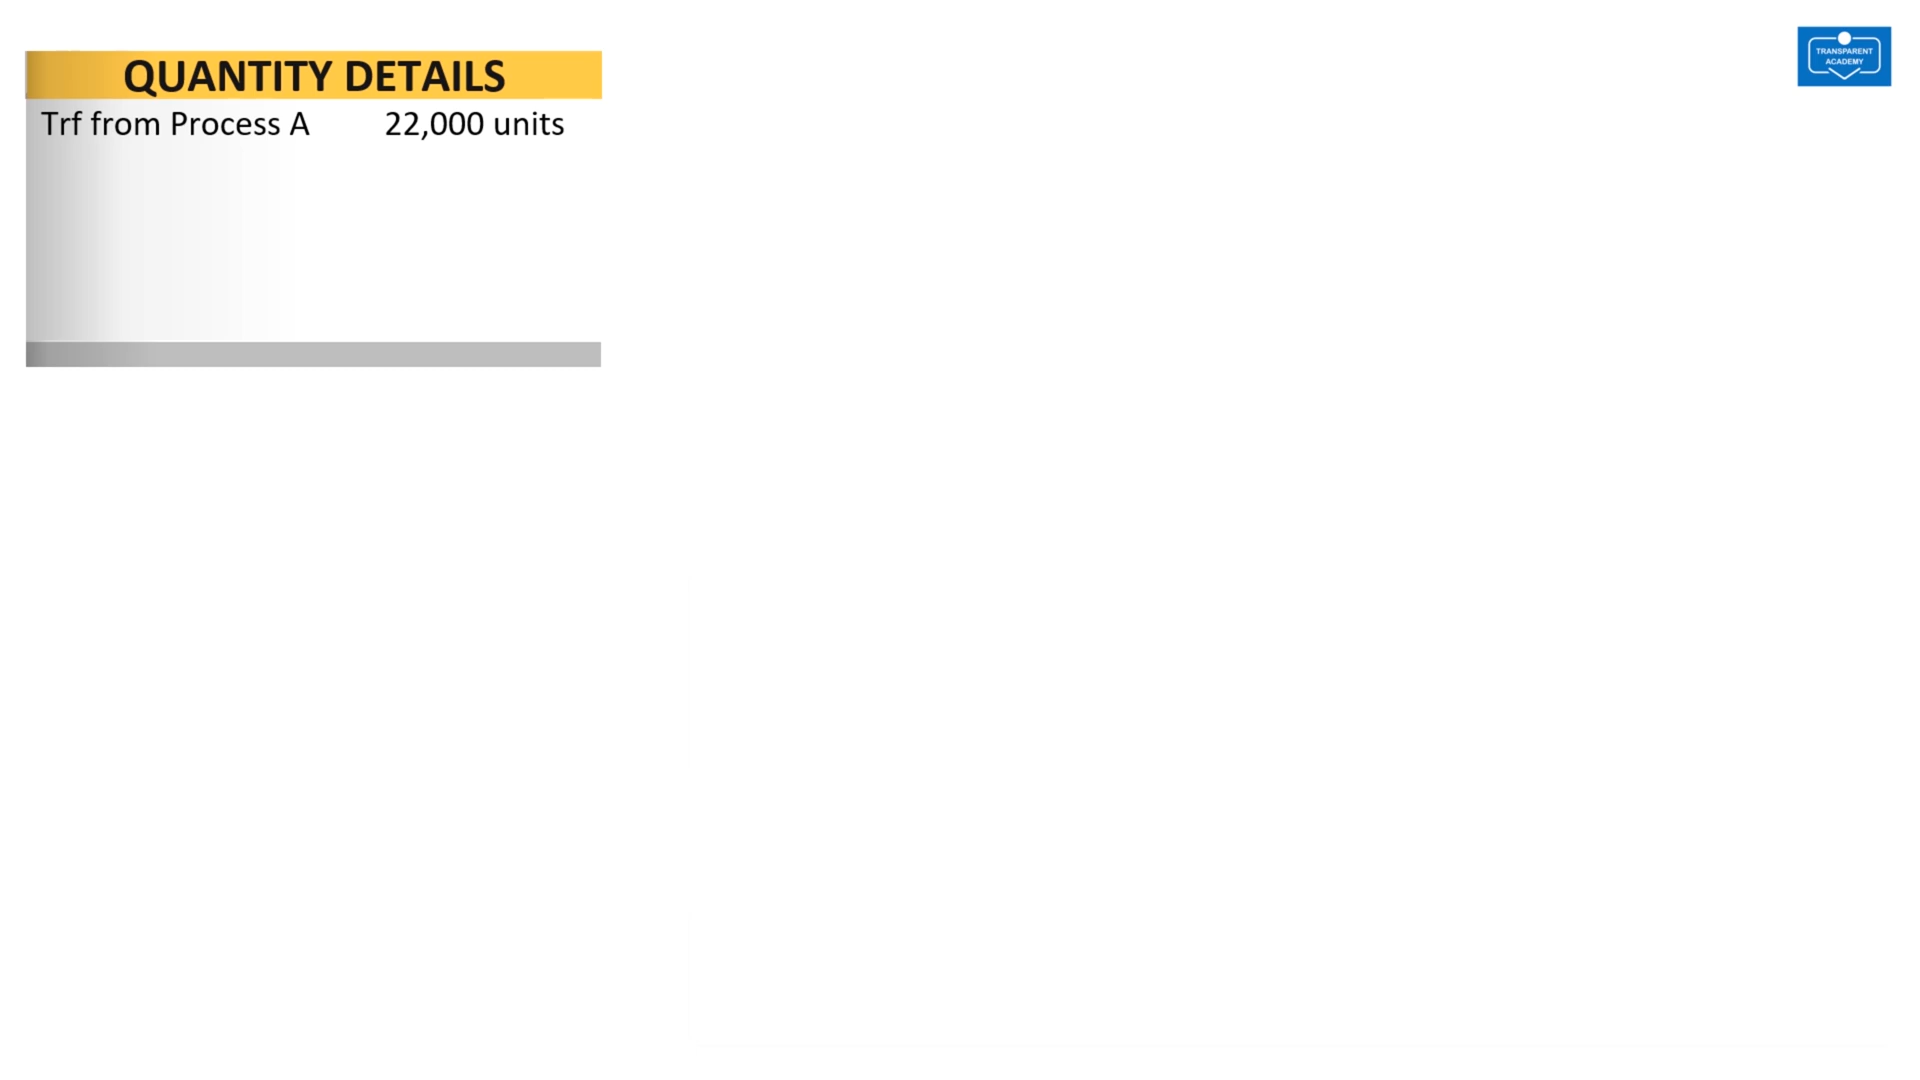 QUANTITY DETAILS
Trf from Process A 22,000 units
TRANSPARENT
ACADEMY